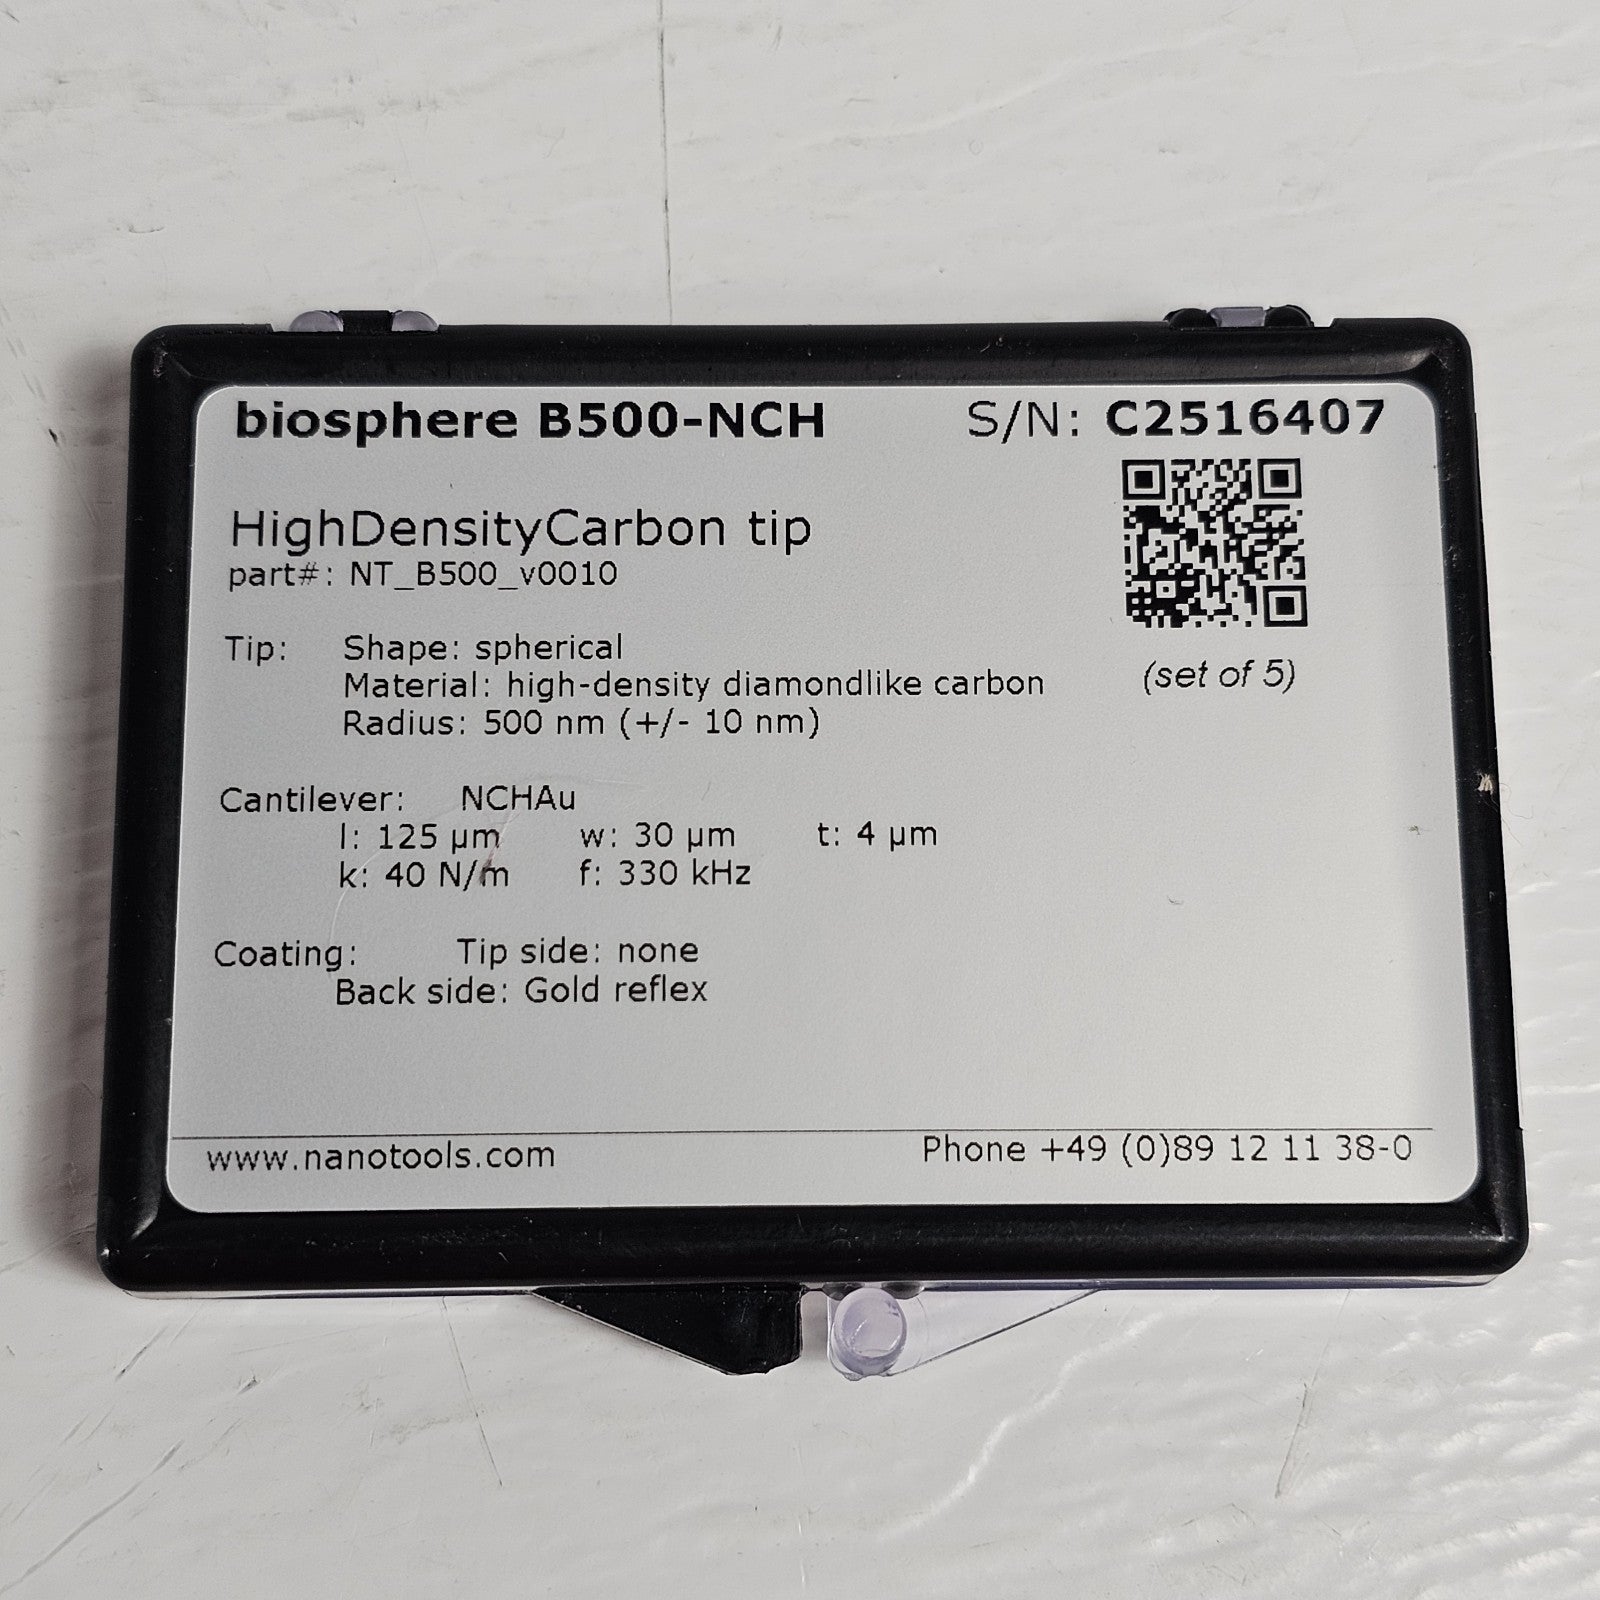 biosphere B500-NCH S/N: C2516407
HighDensityCarbon tip
part#: NT_B500_v0010
Tip: Shape: spherical
Material: high-density diamondlike carbon
(set of 5)
Radius: 500 nm (+/- 10 nm)
Cantilever: NCHAu
l: 125 µm w: 30 µm t: 4 µm
k: 40 N/m f: 330 kHz
Coating: Tip side: none
Back side: Gold reflex
www.nanotools.com Phone +49 (0)89 12 11 38-0